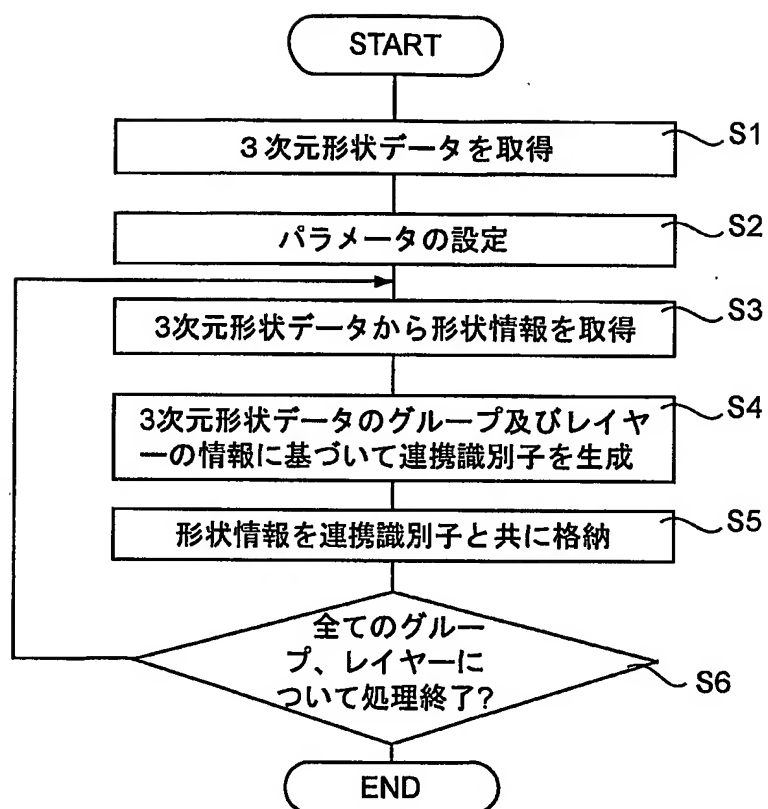 START
３次元形状データを取得
S1
パラメータの設定
S2
3次元形状データから形状情報を取得
S3
3次元形状データのグループ及びレイヤ
ーの情報に基づいて連携識別子を生成
S4
形状情報を連携識別子と共に格納
S5
全てのグルー
プ、レイヤーに
ついて処理終了?
S6
END